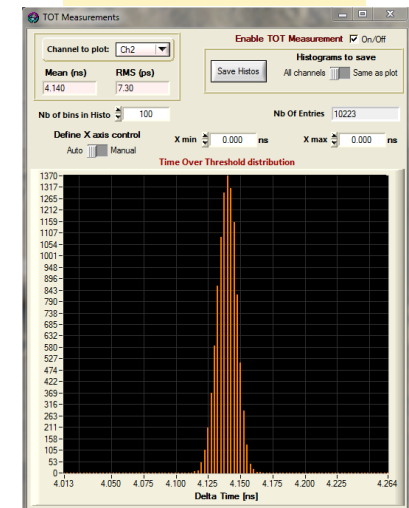 TOT Measurements
Enable TOT Measurement On/Off
Channel to plot: Ch2
Histograms to save
Save Histos All channels Same as plot
Mean (ns) RMS (ps)
4.140 7.30
Nb of bins in Histo 100 Nb Of Entries 10223
Define X axis control
Auto Manual X min 0.000 ns X max 0.000 ns
Time Over Threshold distribution
1370
1317
1265
1212
1159
1107
1054
1001
948
896
843
790
738
685
632
580
527
474
422
369
316
263
211
158
105
53
0
4.013 4.050 4.075 4.100 4.125 4.150 4.175 4.200 4.225 4.264
Delta Time [ns]